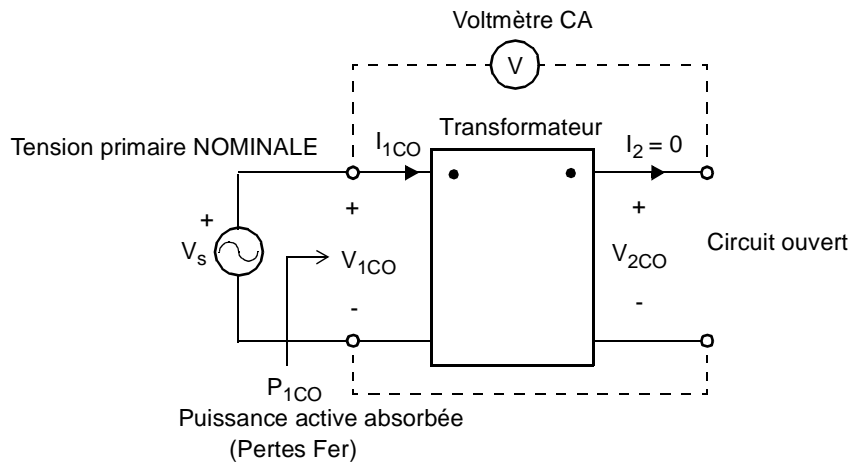 Voltmètre CA
V
Tension primaire NOMINALE
I1CO
Transformateur
I2 = 0
+
Vs
+
V1CO
-
+
V2CO
-
Circuit ouvert
P1CO
Puissance active absorbée
(Pertes Fer)